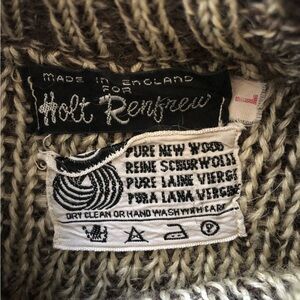 MADE IN ENGLAND
FOR
Holt Renfrew
PURE NEW WOOL
REINE SCHURWOLLE
PURE LAINE VIERGE
PURA LANA VERGINE
DRY CLEAN OR HAND WASH WITH CARE
A